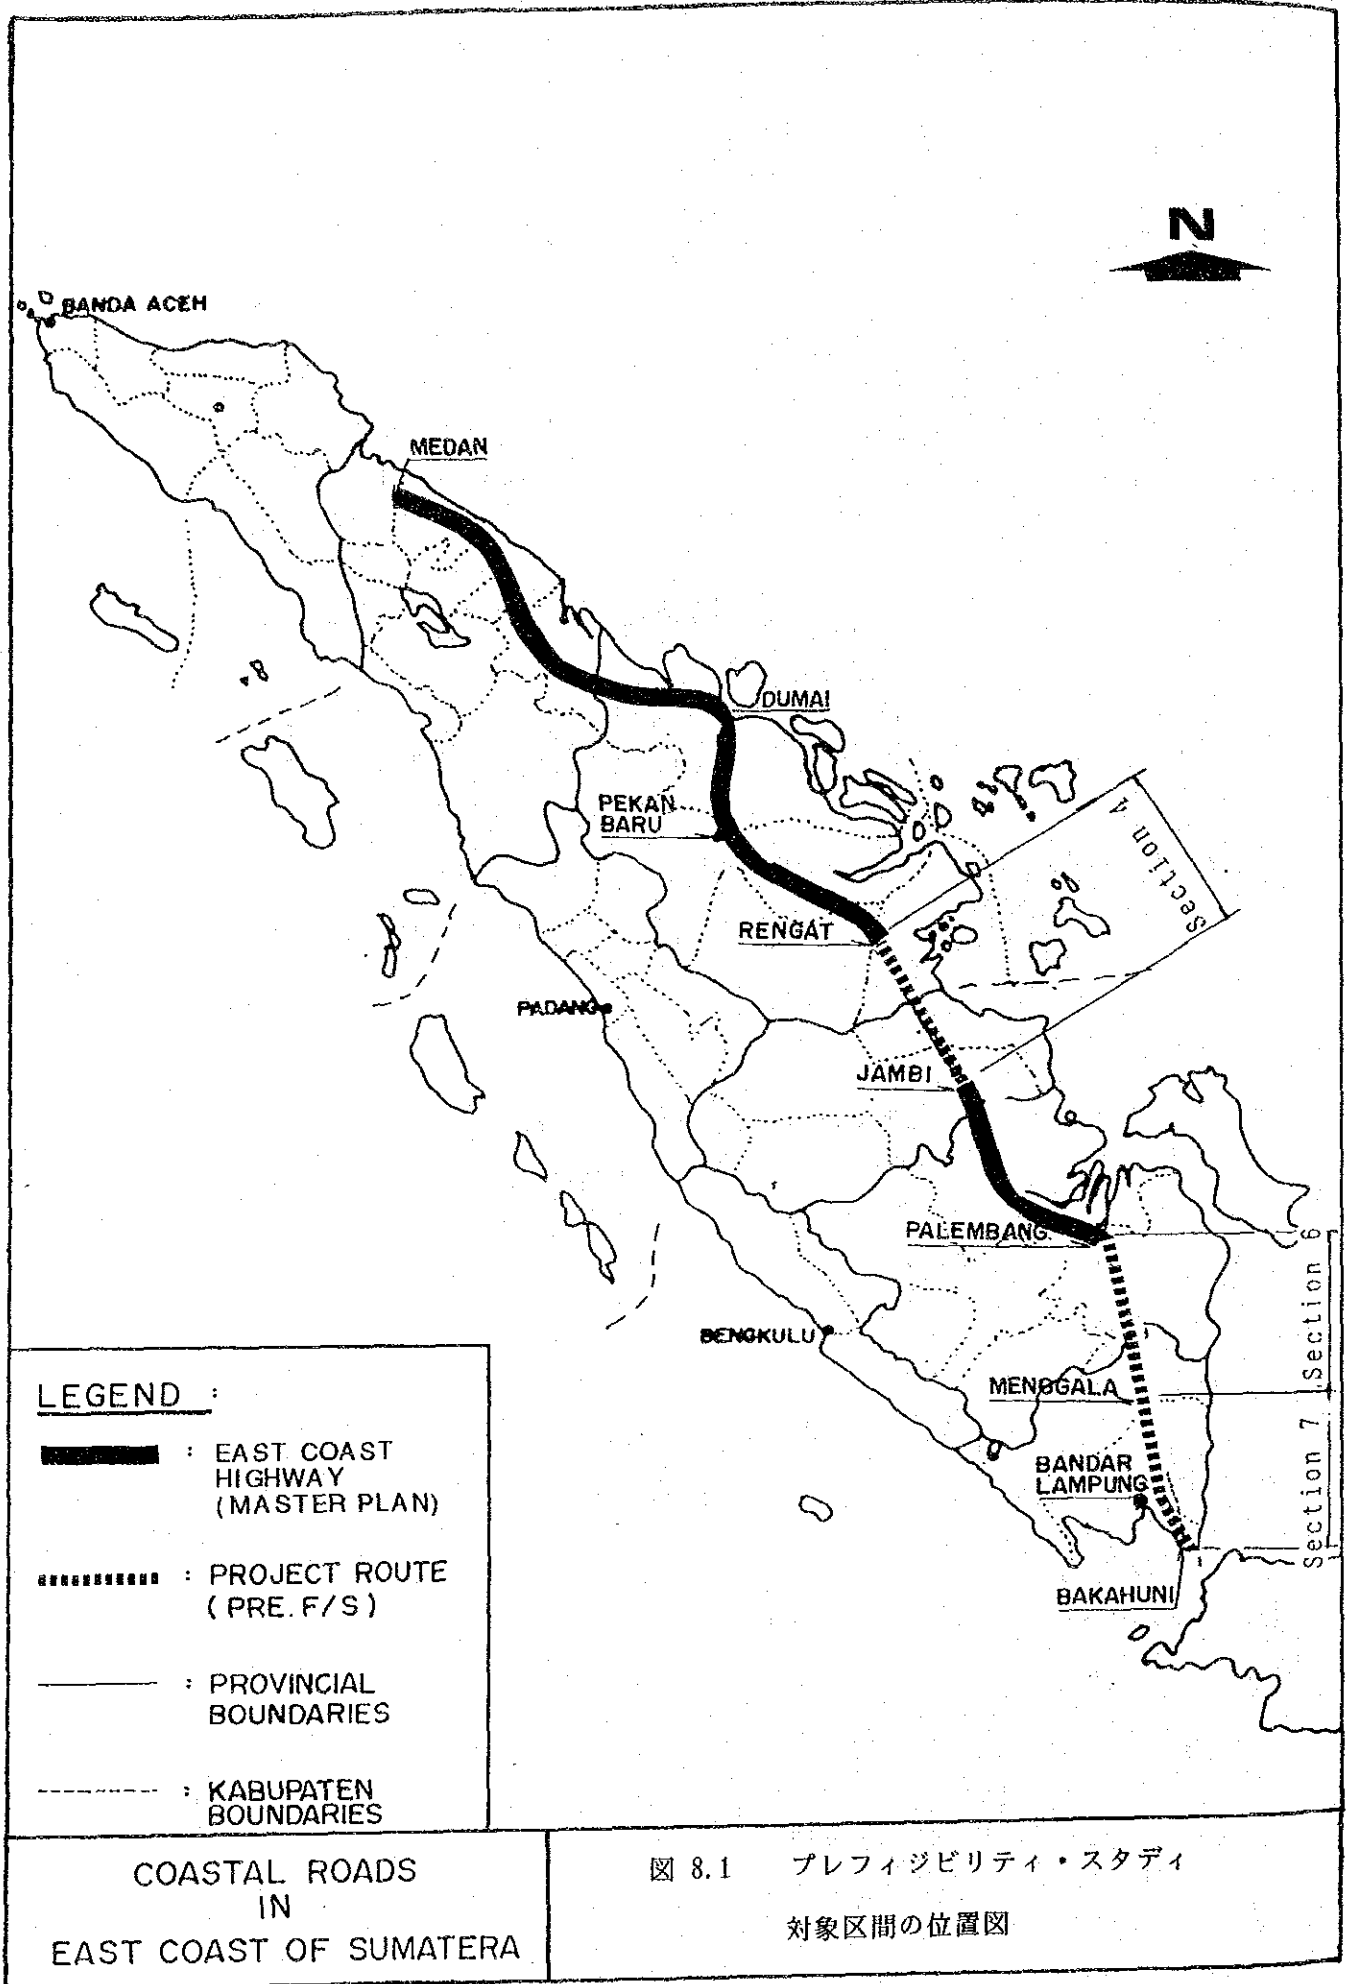 N
BANDA ACEH
MEDAN
DUMAI
PEKAN
BARU
Section 4
RENGAT
PADANG
JAMBI
PALEMBANG
Section 6
BENGKULU
MENGGALA
BANDAR
LAMPUNG
Section 7
BAKAHUNI
LEGEND :
: EAST COAST
HIGHWAY
(MASTER PLAN)
: PROJECT ROUTE
( PRE. F/S )
: PROVINCIAL
BOUNDARIES
: KABUPATEN
BOUNDARIES
COASTAL ROADS
IN
EAST COAST OF SUMATERA
図 8.1 プレフィジビリティ・スタディ
対象区間の位置図